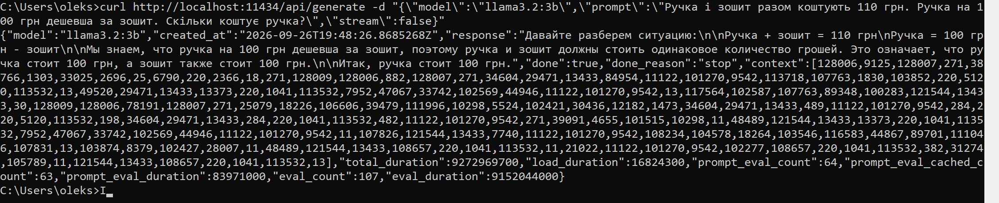 C:\Users\oleks>curl http://localhost:11434/api/generate -d "{\"model\":\"llama3.2:3b\",\"prompt\":\"Ручка і зошит разом коштують 110 грн. Ручка на 1
00 грн дешевша за зошит. Скільки коштує ручка?\",\"stream\":false}"
{"model":"llama3.2:3b","created_at":"2026-09-26T19:48:26.8685268Z","response":"Давайте разберем ситуацию:\n\nРучка + зошит = 110 грн\nРучка = 100 гр
н - зошит\n\nМы знаем, что ручка на 100 грн дешевша за зошит, поэтому ручка и зошит должны стоить одинаковое количество грошей. Это означает, что ру
чка стоит 100 грн, а зошит также стоит 100 грн.\n\nИтак, ручка стоит 100 грн.","done":true,"done_reason":"stop","context":[128006,9125,128007,271,38
766,1303,33025,2696,25,6790,220,2366,18,271,128009,128006,882,128007,271,34604,29471,13433,84954,11122,101270,9542,113718,107763,1830,103852,220,512
0,113532,13,49520,29471,13433,13373,220,1041,113532,7952,47067,33742,102569,44946,11122,101270,9542,13,117564,102587,107763,89348,100283,121544,1343
3,30,128009,128006,78191,128007,271,25079,18226,106606,39479,111996,10298,5524,102421,30436,12182,1473,34604,29471,13433,489,11122,101270,9542,284,2
20,5120,113532,198,34604,29471,13433,284,220,1041,113532,482,11122,101270,9542,271,39091,4655,101515,10298,11,48489,121544,13433,13373,220,1041,1135
32,7952,47067,33742,102569,44946,11122,101270,9542,11,107826,121544,13433,7740,11122,101270,9542,108234,104578,18264,103546,116583,44867,89701,11104
6,107831,13,103874,8379,102427,28007,11,48489,121544,13433,108657,220,1041,113532,11,21022,11122,101270,9542,102277,108657,220,1041,113532,382,31274
,105789,11,121544,13433,108657,220,1041,113532,13],"total_duration":9272969700,"load_duration":16824300,"prompt_eval_count":64,"prompt_eval_cached_c
ount":63,"prompt_eval_duration":83971000,"eval_count":107,"eval_duration":9152044000}
C:\Users\oleks>